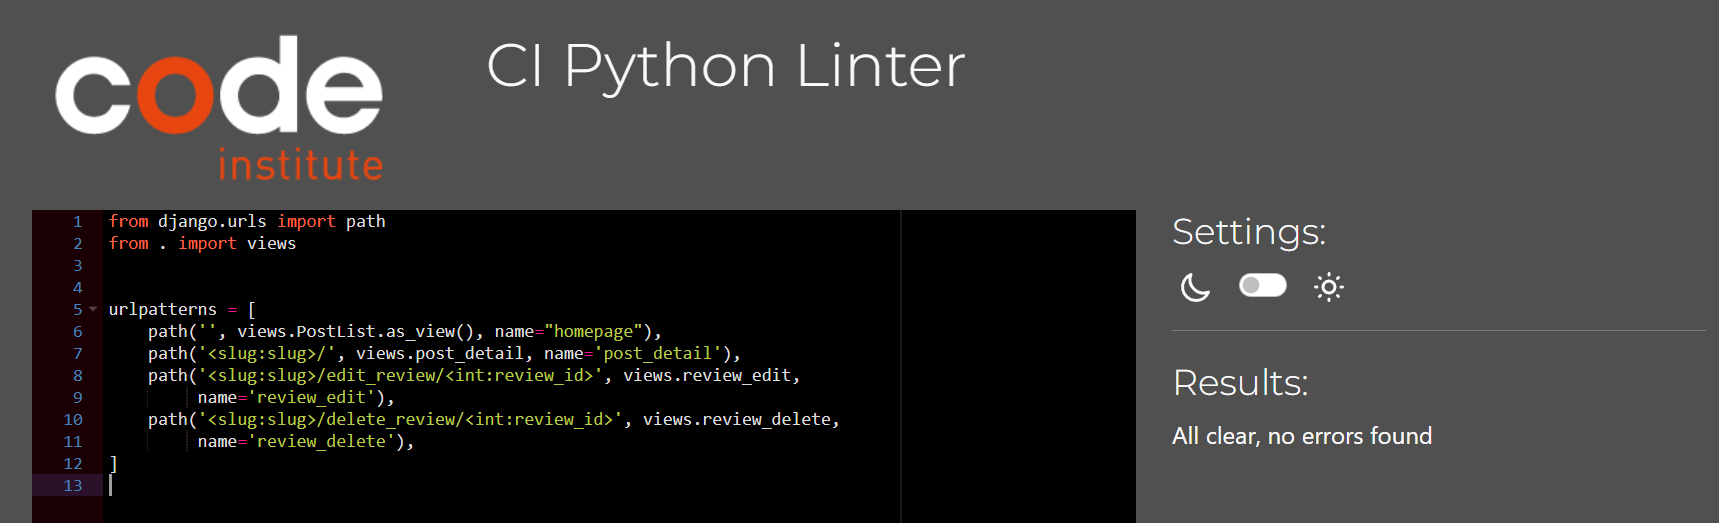 code
institute
CI Python Linter
1 from django.urls import path
2 from . import views
3
4
5 urlpatterns = [
6     path('', views.PostList.as_view(), name="homepage"),
7     path('<slug:slug>/', views.post_detail, name='post_detail'),
8     path('<slug:slug>/edit_review/<int:review_id>', views.review_edit,
9          name='review_edit'),
10     path('<slug:slug>/delete_review/<int:review_id>', views.review_delete,
11          name='review_delete'),
12 ]
13
Settings:
Results:
All clear, no errors found